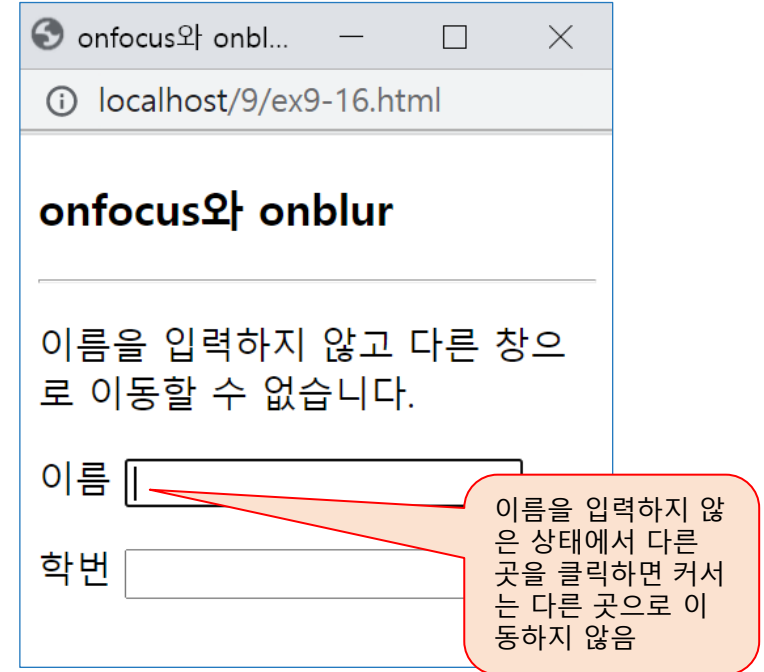 onfocus와 onbl...
localhost/9/ex9-16.html
onfocus와 onblur
이름을 입력하지 않고 다른 창으
로 이동할 수 없습니다.
이름
학번
이름을 입력하지 않
은 상태에서 다른
곳을 클릭하면 커서
는 다른 곳으로 이
동하지 않음